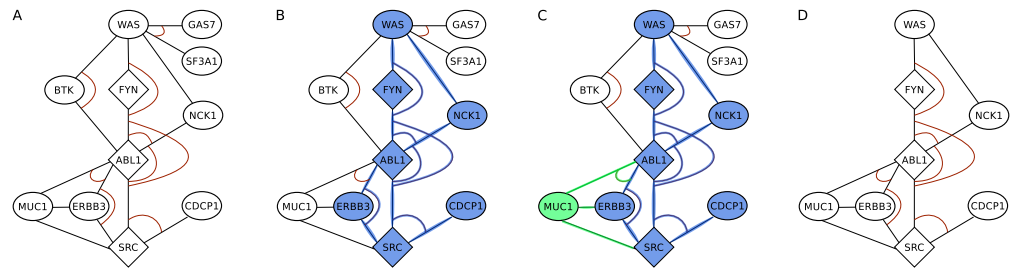 A
WAS
GAS7
SF3A1
BTK
FYN
NCK1
ABL1
MUC1
ERBB3
CDCP1
SRC
B
WAS
GAS7
SF3A1
BTK
FYN
NCK1
ABL1
MUC1
ERBB3
CDCP1
SRC
C
WAS
GAS7
SF3A1
BTK
FYN
NCK1
ABL1
MUC1
ERBB3
CDCP1
SRC
D
WAS
FYN
NCK1
ABL1
MUC1
ERBB3
CDCP1
SRC